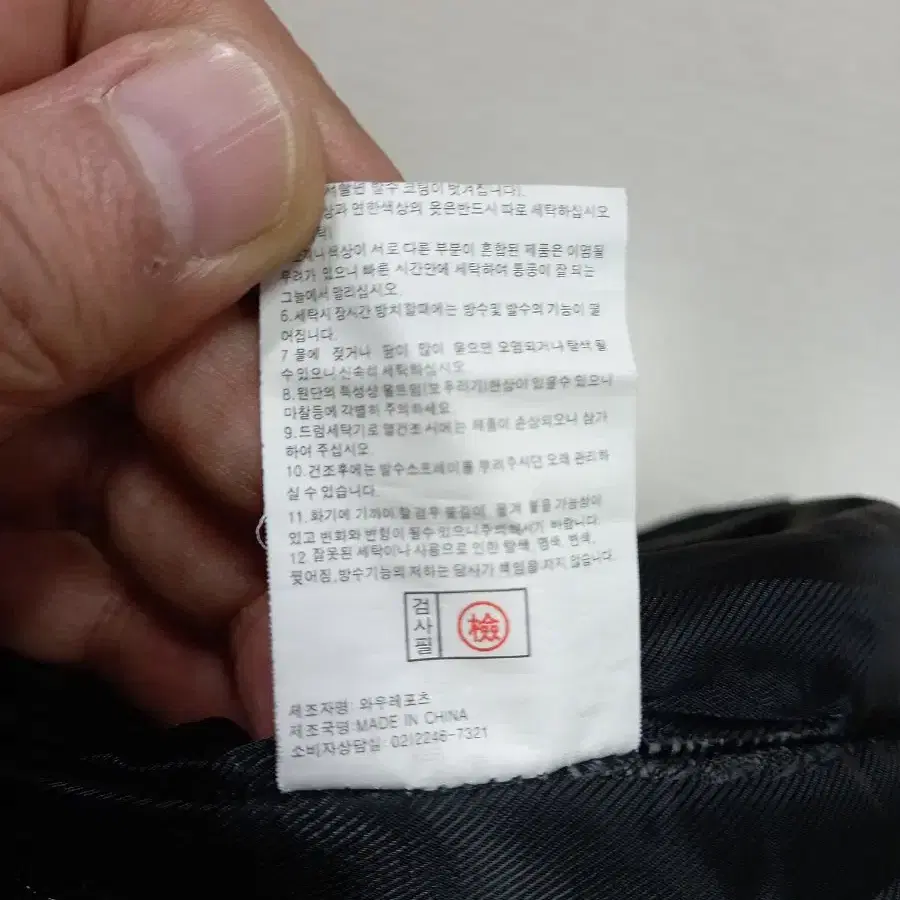 발수 코팅이 벗겨집니다).
연한색상의 옷은반드시 따로 세탁하십시오
색상이 서로 다른 부분이 혼합된 제품은 이염될
우려가 있으니 빠른 시간안에 세탁하여 통풍이 잘 되는
그늘에서 말리십시오.
6.세탁시 장시간 방치할때에는 방수및 발수의 기능이 떨
어집니다.
7 물에 젖거나 땀이 많이 묻으면 오염되거나 탈색 될
수 있으니 신속히 세탁하십시오.
8.원단의 특성상 올트임(보푸라기)현상이 있을수 있으니
마찰등에 각별히 주의하세요.
9.드럼세탁기로 열건조 시에는 제품이 손상되오니 삼가
하여 주십시오.
10.건조후에는 발수스프레이를 뿌려주시면 오래 관리하
실 수 있습니다.
11.화기에 가까이 할경우 불길이 옮겨 붙을 가능성이
있고 변화와 변형이 될수 있으니 주의하시기 바랍니다.
12 잘못된 세탁이나 사용으로 인한 탈색, 변색,
찢어짐,방수기능의 저하는 당사가 책임을 지지 않습니다.
검사필 檢
제조자명: 와우레포츠
제조국명:MADE IN CHINA
소비자상담실: 02)2246-7321